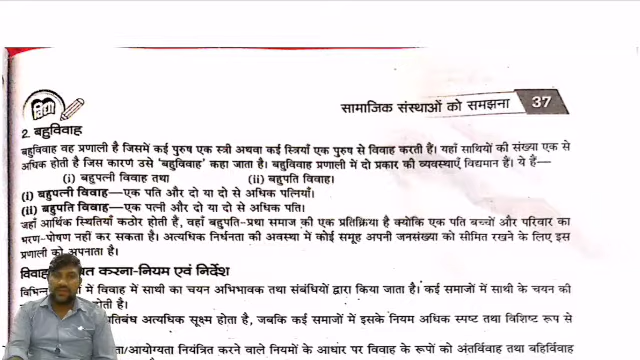 विद्या
सामाजिक संस्थाओं को समझना 37
2. बहुविवाह
बहुविवाह वह प्रणाली है जिसमें कई पुरुष एक स्त्री अथवा कई स्त्रियाँ एक पुरुष से विवाह करती हैं। यहाँ साथियों की संख्या एक से
अधिक होती है जिस कारण उसे 'बहुविवाह' कहा जाता है। बहुविवाह प्रणाली में दो प्रकार की व्यवस्थाएँ विद्यमान हैं। ये हैं—
(i) बहुपत्नी विवाह तथा (ii) बहुपति विवाह।
(i) बहुपत्नी विवाह—एक पति और दो या दो से अधिक पत्नियाँ।
(ii) बहुपति विवाह—एक पत्नी और दो या दो से अधिक पति।
जहाँ आर्थिक स्थितियाँ कठोर होती हैं, वहाँ बहुपति-प्रथा समाज की एक प्रतिक्रिया है क्योंकि एक पति बच्चों और परिवार का
भरण-पोषण नहीं कर सकता है। अत्यधिक निर्धनता की अवस्था में कोई समूह अपनी जनसंख्या को सीमित रखने के लिए इस
प्रणाली को अपनाता है।
विवाह करना-नियम एवं निर्देश
विभिन्न में विवाह में साथी का चयन अभिभावक तथा संबंधियों द्वारा किया जाता है। कई समाजों में साथी के चयन की
होती है।
अत्यधिक सूक्ष्म होता है, जबकि कई समाजों में इसके नियम अधिक स्पष्ट तथा विशिष्ट रूप से
नियंत्रित करने वाले नियमों के आधार पर विवाह के रूपों को अंतर्विवाह तथा बहिर्विवाह